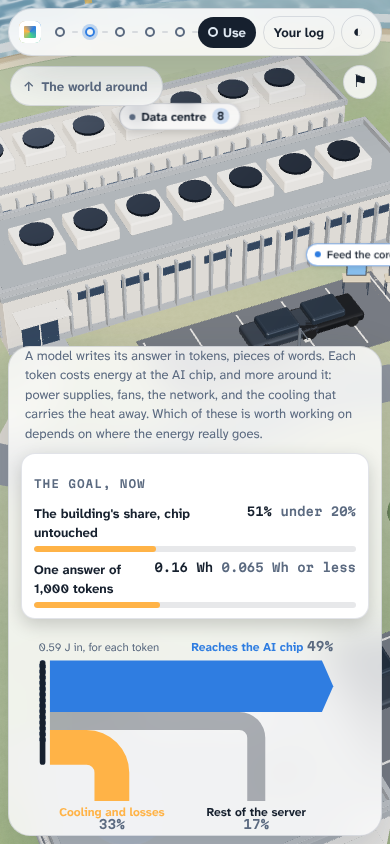 Use
Your log
↑ The world around
Data centre 8
Feed the
A model writes its answer in tokens, pieces of words. Each
token costs energy at the AI chip, and more around it:
power supplies, fans, the network, and the cooling that
carries the heat away. Which of these is worth working on
depends on where the energy really goes.
THE GOAL, NOW
The building's share, chip
untouched
51% under 20%
One answer of
1,000 tokens
0.16 Wh 0.065 Wh or less
0.59 J in, for each token
Reaches the AI chip 49%
Cooling and losses
33%
Rest of the server
17%